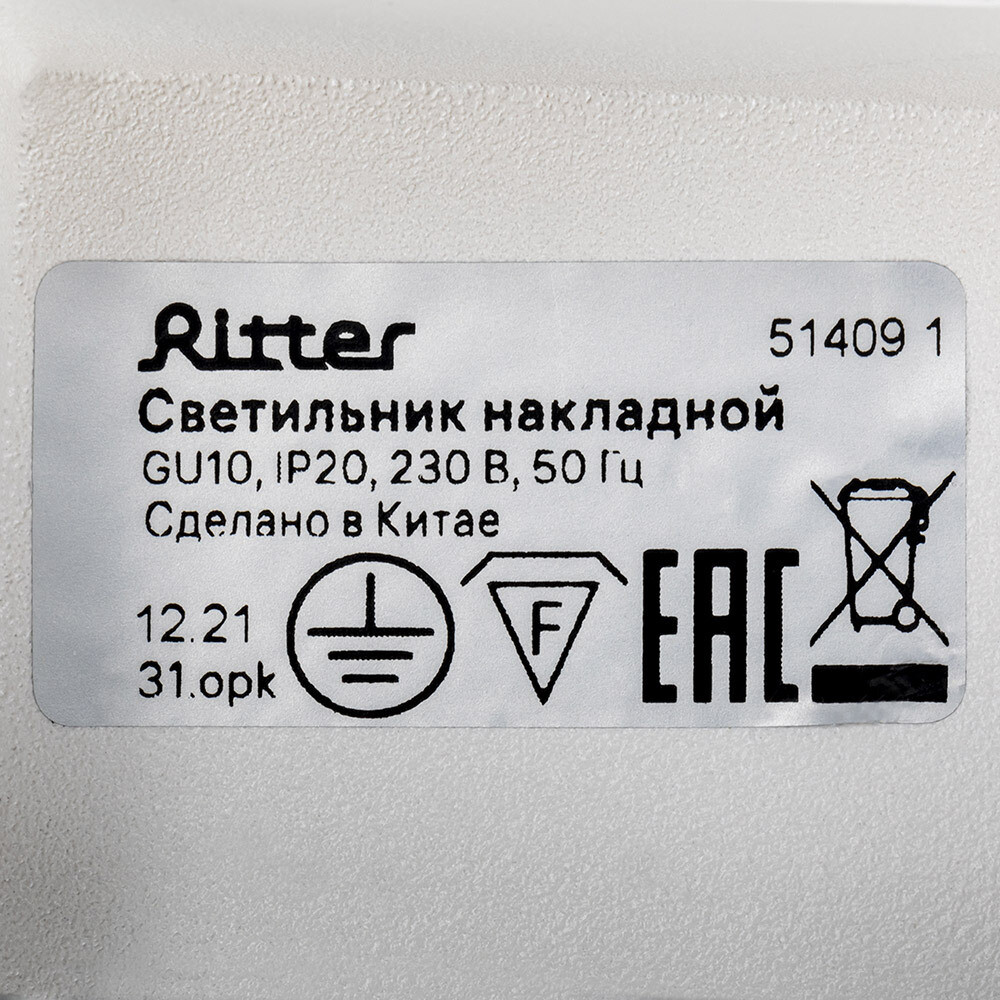 Ritter 51409 1
Светильник накладной
GU10, IP20, 230 В, 50 Гц
Сделано в Китае
12.21
31.opk
F
EAC